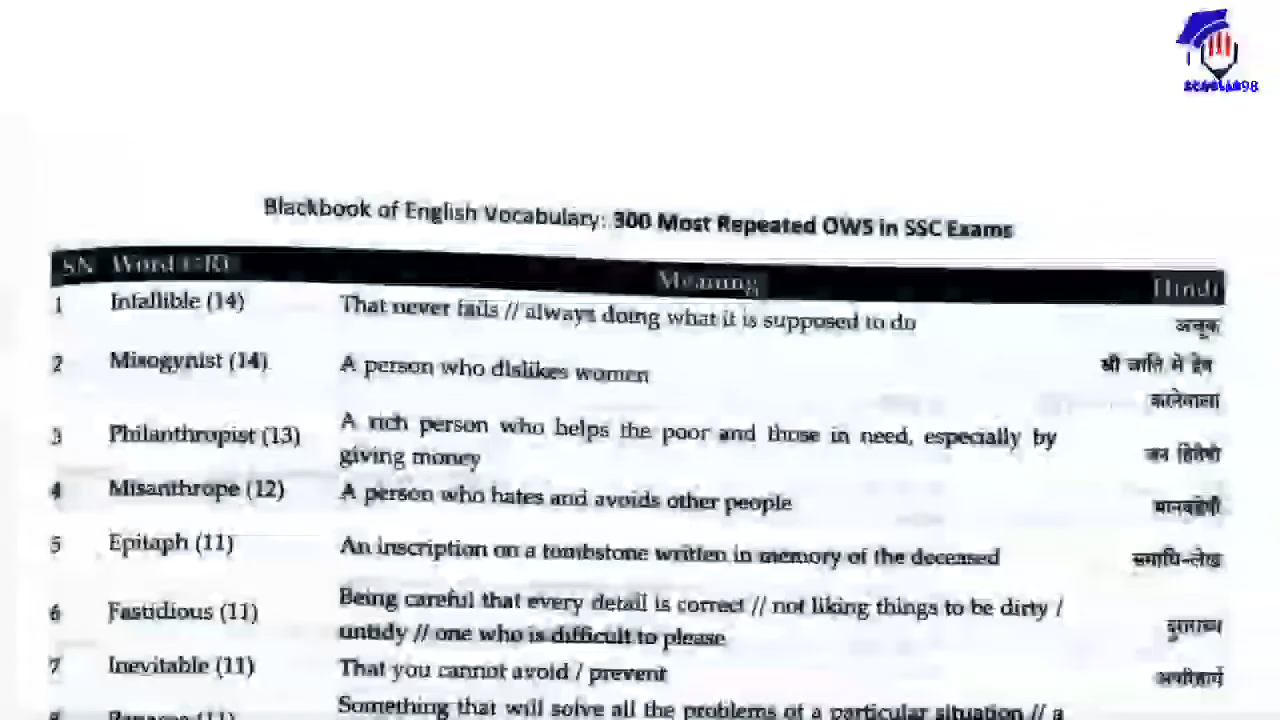 SCHOLAR98
Blackbook of English Vocabulary: 300 Most Repeated OWS in SSC Exams
SN Word Meaning Hindi
1 Infallible (14) That never fails // always doing what it is supposed to do अचूक
2 Misogynist (14) A person who dislikes women
3 Philanthropist (13) A rich person who helps the poor and those in need, especially by
giving money जन हितैषी
4 Misanthrope (12) A person who hates and avoids other people
5 Epitaph (11) An inscription on a tombstone written in memory of the deceased समाधि-लेख
6 Fastidious (11) Being careful that every detail is correct // not liking things to be dirty /
untidy // one who is difficult to please
7 Inevitable (11) That you cannot avoid / prevent अपरिहार्य
Something that will solve all the problems of a particular situation // a